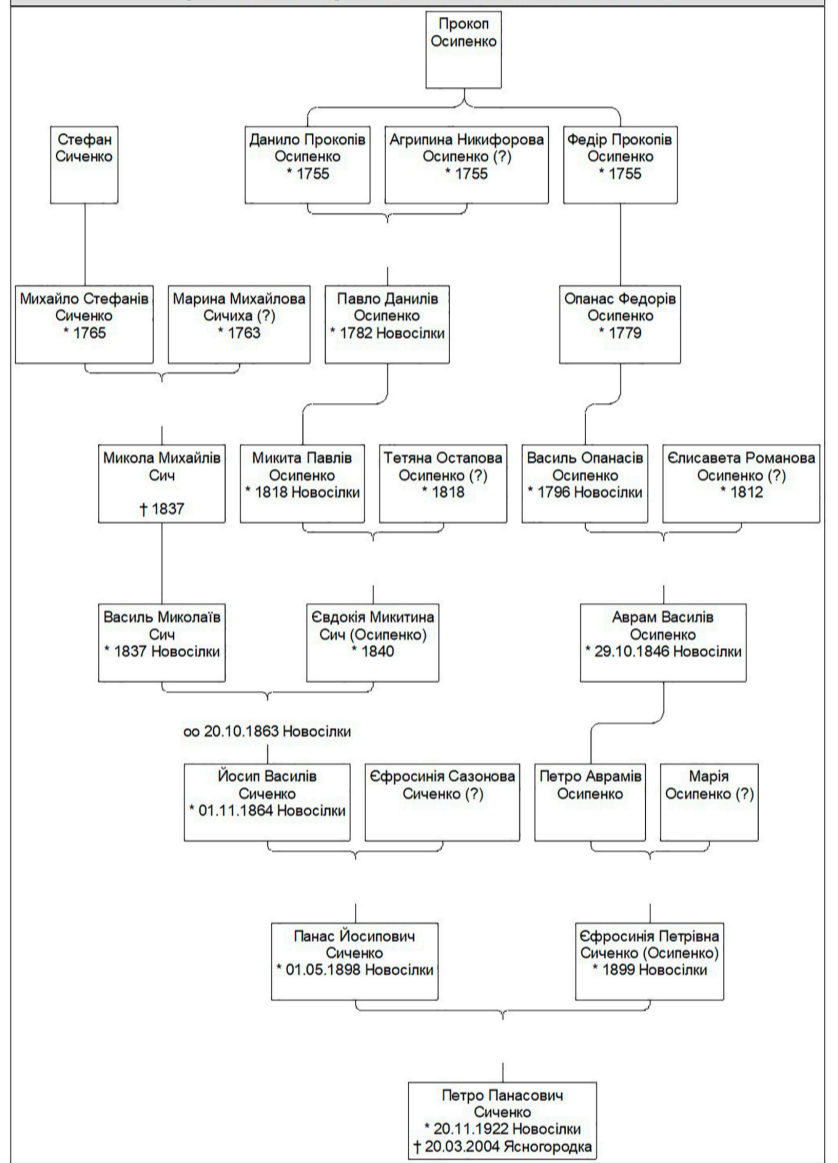 Прокоп
Осипенко
Стефан
Сиченко
Данило Прокопів
Осипенко
* 1755
Агрипина Никифорова
Осипенко (?)
* 1755
Федір Прокопів
Осипенко
* 1755
Михайло Стефанів
Сиченко
* 1765
Марина Михайлова
Сичиха (?)
* 1763
Павло Данилів
Осипенко
* 1782 Новосілки
Опанас Федорів
Осипенко
* 1779
Микола Михайлів
Сич
† 1837
Микита Павлів
Осипенко
* 1818 Новосілки
Тетяна Остапова
Осипенко (?)
* 1818
Василь Опанасів
Осипенко
* 1796 Новосілки
Єлисавета Романова
Осипенко (?)
* 1812
Василь Миколаїв
Сич
* 1837 Новосілки
Євдокія Микитина
Сич (Осипенко)
* 1840
Аврам Василів
Осипенко
* 29.10.1846 Новосілки
oo 20.10.1863 Новосілки
Йосип Василів
Сиченко
* 01.11.1864 Новосілки
Єфросинія Сазонова
Сиченко (?)
Петро Аврамів
Осипенко
Марія
Осипенко (?)
Панас Йосипович
Сиченко
* 01.05.1898 Новосілки
Єфросинія Петрівна
Сиченко (Осипенко)
* 1899 Новосілки
Петро Панасович
Сиченко
* 20.11.1922 Новосілки
† 20.03.2004 Ясногородка